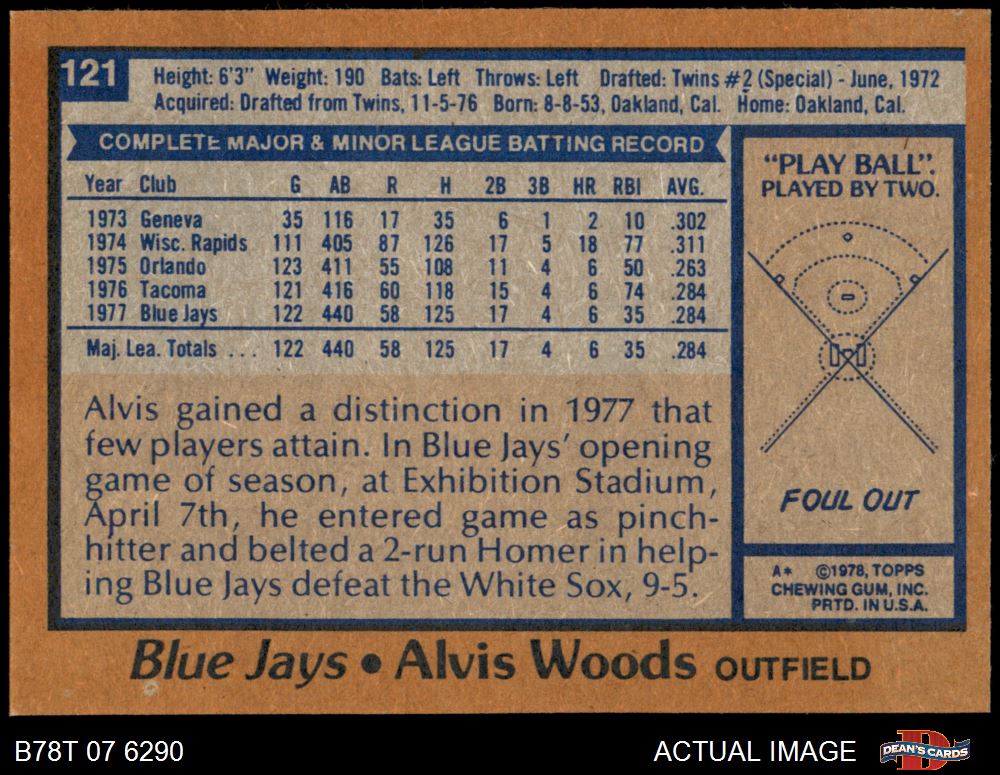 121
Height: 6'3" Weight: 190 Bats: Left Throws: Left Drafted: Twins #2 (Special) - June, 1972
Acquired: Drafted from Twins, 11-5-76 Born: 8-8-53, Oakland, Cal. Home: Oakland, Cal.
COMPLETE MAJOR & MINOR LEAGUE BATTING RECORD
Year Club G AB R H 2B 3B HR RBI AVG.
1973 Geneva 35 116 17 35 6 1 2 10 .302
1974 Wisc. Rapids 111 405 87 126 17 5 18 77 .311
1975 Orlando 123 411 55 108 11 4 6 50 .263
1976 Tacoma 121 416 60 118 15 4 6 74 .284
1977 Blue Jays 122 440 58 125 17 4 6 35 .284
Maj. Lea. Totals ... 122 440 58 125 17 4 6 35 .284
Alvis gained a distinction in 1977 that
few players attain. In Blue Jays' opening
game of season, at Exhibition Stadium,
April 7th, he entered game as pinch-
hitter and belted a 2-run Homer in help-
ing Blue Jays defeat the White Sox, 9-5.
"PLAY BALL".
PLAYED BY TWO.
FOUL OUT
A* ©1978, TOPPS
CHEWING GUM, INC.
PRTD. IN U.S.A.
Blue Jays • Alvis Woods OUTFIELD
B78T 07 6290
ACTUAL IMAGE
D
DEAN'S CARDS